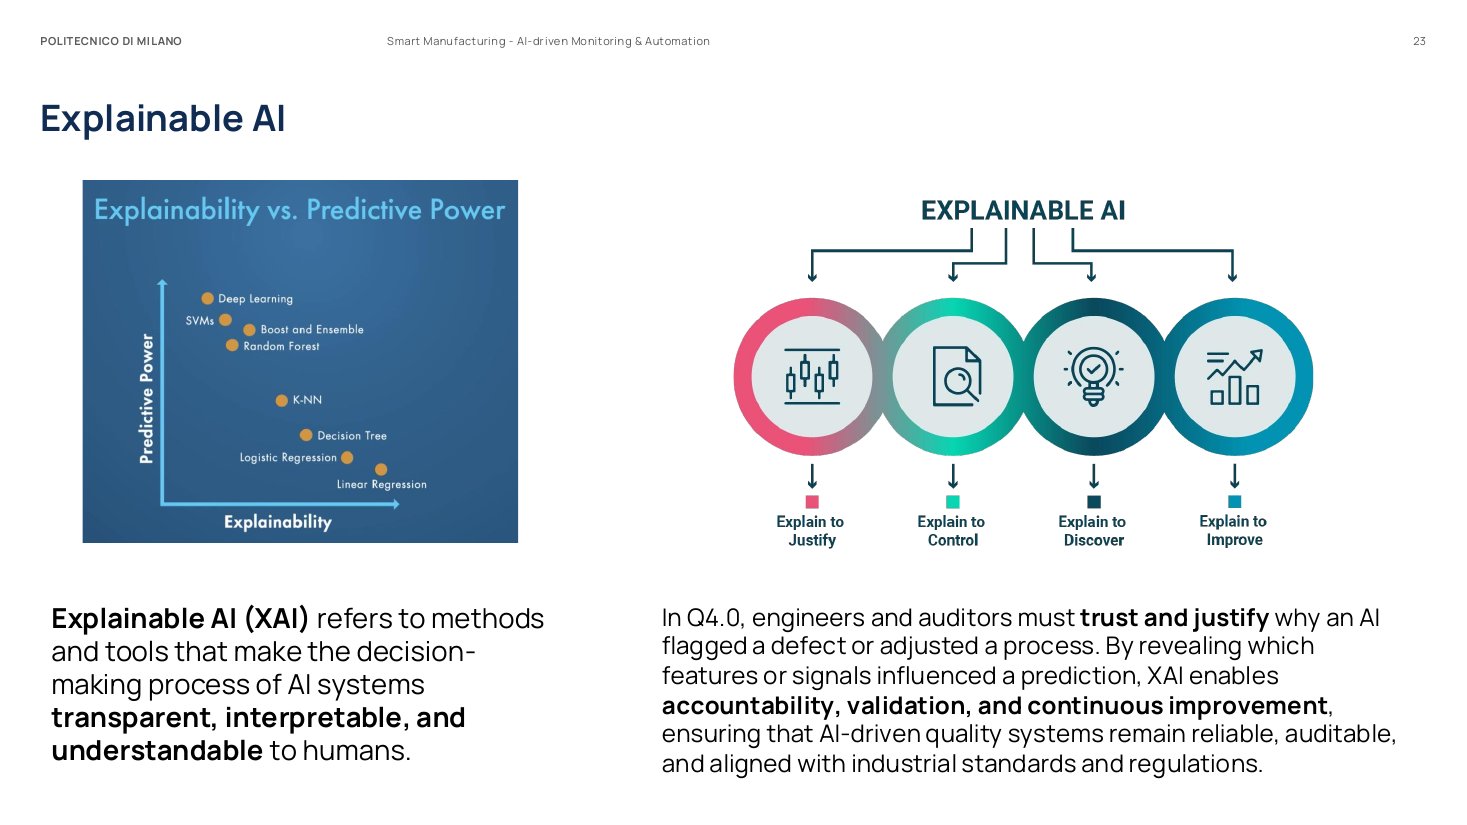 POLITECNICO DI MILANO
Smart Manufacturing - AI-driven Monitoring & Automation
23
Explainable AI
Explainability vs. Predictive Power
Predictive Power
Deep Learning
SVMs
Boost and Ensemble
Random Forest
K-NN
Decision Tree
Logistic Regression
Linear Regression
Explainability
EXPLAINABLE AI
Explain to
Justify
Explain to
Control
Explain to
Discover
Explain to
Improve
Explainable AI (XAI) refers to methods
and tools that make the decision-
making process of AI systems
transparent, interpretable, and
understandable to humans.
In Q4.0, engineers and auditors must trust and justify why an AI
flagged a defect or adjusted a process. By revealing which
features or signals influenced a prediction, XAI enables
accountability, validation, and continuous improvement,
ensuring that AI-driven quality systems remain reliable, auditable,
and aligned with industrial standards and regulations.